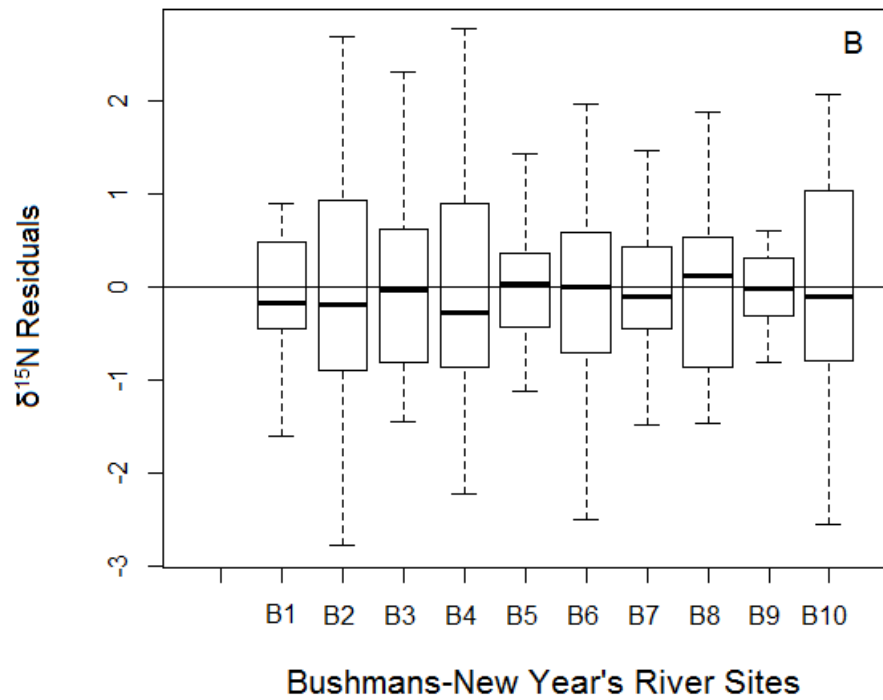 B
δ¹⁵N Residuals
2
1
0
-1
-2
-3
B1 B2 B3 B4 B5 B6 B7 B8 B9 B10
Bushmans-New Year's River Sites